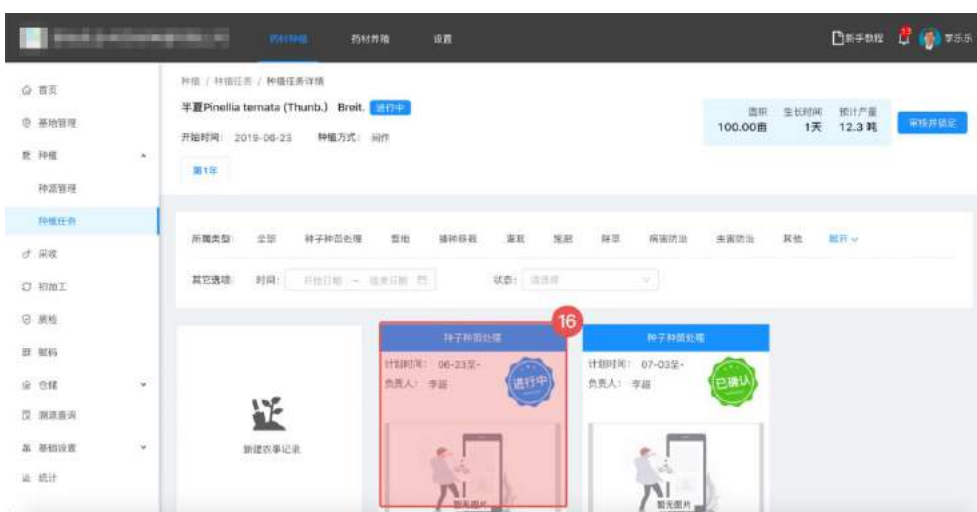 药材种植 药材养殖 设置 新手教程 13 李乐乐
首页
基地管理
种植
种源管理
种植任务
采收
初加工
质检
赋码
仓储
溯源查询
基础设置
统计
种植 / 种植任务 / 种植任务详情
半夏Pinellia ternata (Thunb.) Breit. 进行中
开始时间: 2019-06-23 种植方式: 间作
面积 生长时间 预计产量
100.00亩 1天 12.3 吨
审核并锁定
第1年
所属类型: 全部 种子种苗处理 整地 播种移栽 灌溉 施肥 除草 病害防治 虫害防治 其他 展开
其它选项: 时间: 开始日期 ~ 结束日期 状态: 请选择
16
新建农事记录
种子种苗处理
计划时间: 06-23至-
负责人: 李超
进行中
暂无图片
种子种苗处理
计划时间: 07-03至-
负责人: 李超
已确认
暂无图片